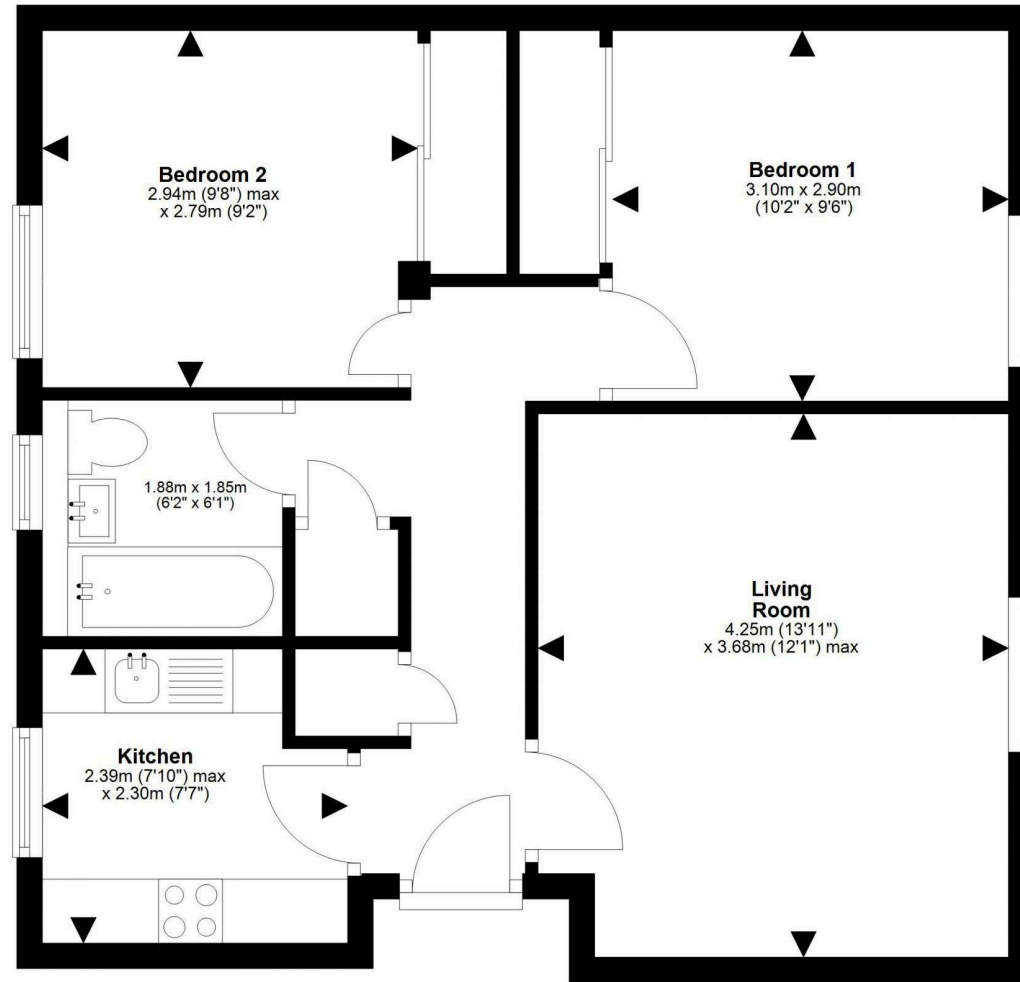 Bedroom 2
2.94m (9'8") max
x 2.79m (9'2")
Bedroom 1
3.10m x 2.90m
(10'2" x 9'6")
1.88m x 1.85m
(6'2" x 6'1")
Living
Room
4.25m (13'11")
x 3.68m (12'1") max
Kitchen
2.39m (7'10") max
x 2.30m (7'7")